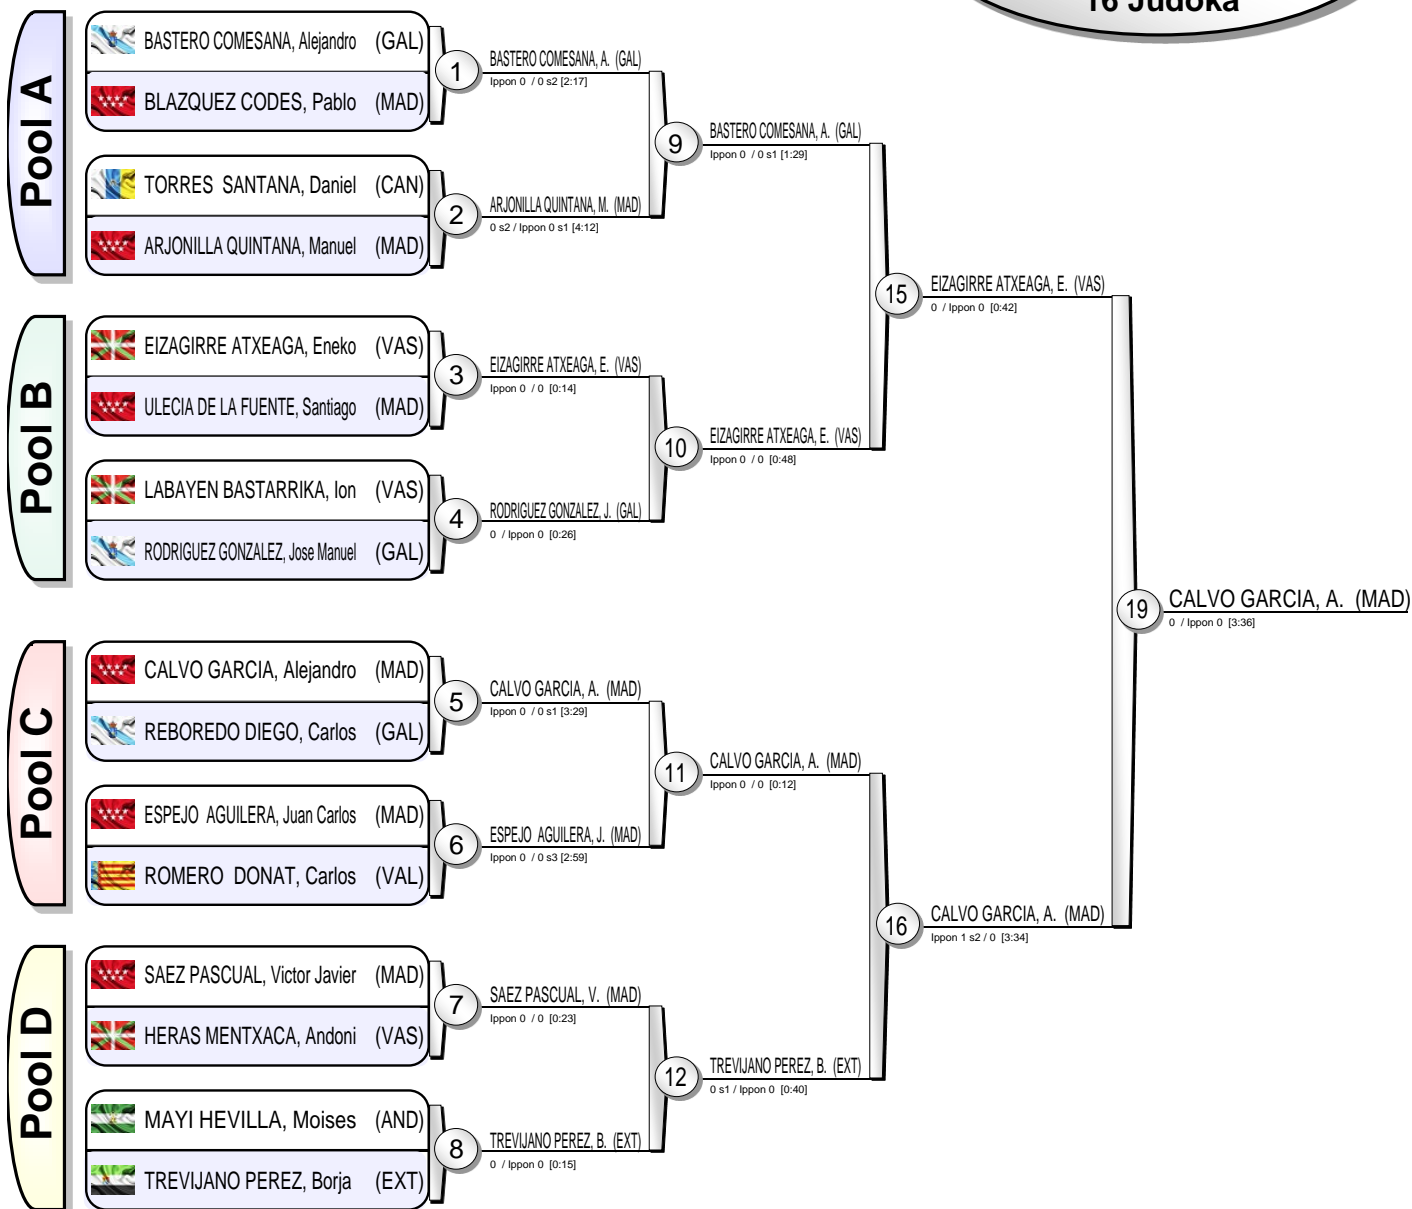 16 Judoka
Pool A
BASTERO COMESANA, Alejandro (GAL)
BLAZQUEZ CODES, Pablo (MAD)
1
BASTERO COMESANA, A. (GAL)
Ippon 0 / 0 s2 [2:17]
TORRES SANTANA, Daniel (CAN)
ARJONILLA QUINTANA, Manuel (MAD)
2
ARJONILLA QUINTANA, M. (MAD)
0 s2 / Ippon 0 s1 [4:12]
9
BASTERO COMESANA, A. (GAL)
Ippon 0 / 0 s1 [1:29]
Pool B
EIZAGIRRE ATXEAGA, Eneko (VAS)
ULECIA DE LA FUENTE, Santiago (MAD)
3
EIZAGIRRE ATXEAGA, E. (VAS)
Ippon 0 / 0 [0:14]
LABAYEN BASTARRIKA, Ion (VAS)
RODRIGUEZ GONZALEZ, Jose Manuel (GAL)
4
RODRIGUEZ GONZALEZ, J. (GAL)
0 / Ippon 0 [0:26]
10
EIZAGIRRE ATXEAGA, E. (VAS)
Ippon 0 / 0 [0:48]
15
EIZAGIRRE ATXEAGA, E. (VAS)
0 / Ippon 0 [0:42]
Pool C
CALVO GARCIA, Alejandro (MAD)
REBOREDO DIEGO, Carlos (GAL)
5
CALVO GARCIA, A. (MAD)
Ippon 0 / 0 s1 [3:29]
ESPEJO AGUILERA, Juan Carlos (MAD)
ROMERO DONAT, Carlos (VAL)
6
ESPEJO AGUILERA, J. (MAD)
Ippon 0 / 0 s3 [2:59]
11
CALVO GARCIA, A. (MAD)
Ippon 0 / 0 [0:12]
Pool D
SAEZ PASCUAL, Victor Javier (MAD)
HERAS MENTXACA, Andoni (VAS)
7
SAEZ PASCUAL, V. (MAD)
Ippon 0 / 0 [0:23]
MAYI HEVILLA, Moises (AND)
TREVIJANO PEREZ, Borja (EXT)
8
TREVIJANO PEREZ, B. (EXT)
0 / Ippon 0 [0:15]
12
TREVIJANO PEREZ, B. (EXT)
0 s1 / Ippon 0 [0:40]
16
CALVO GARCIA, A. (MAD)
Ippon 1 s2 / 0 [3:34]
19
CALVO GARCIA, A. (MAD)
0 / Ippon 0 [3:36]